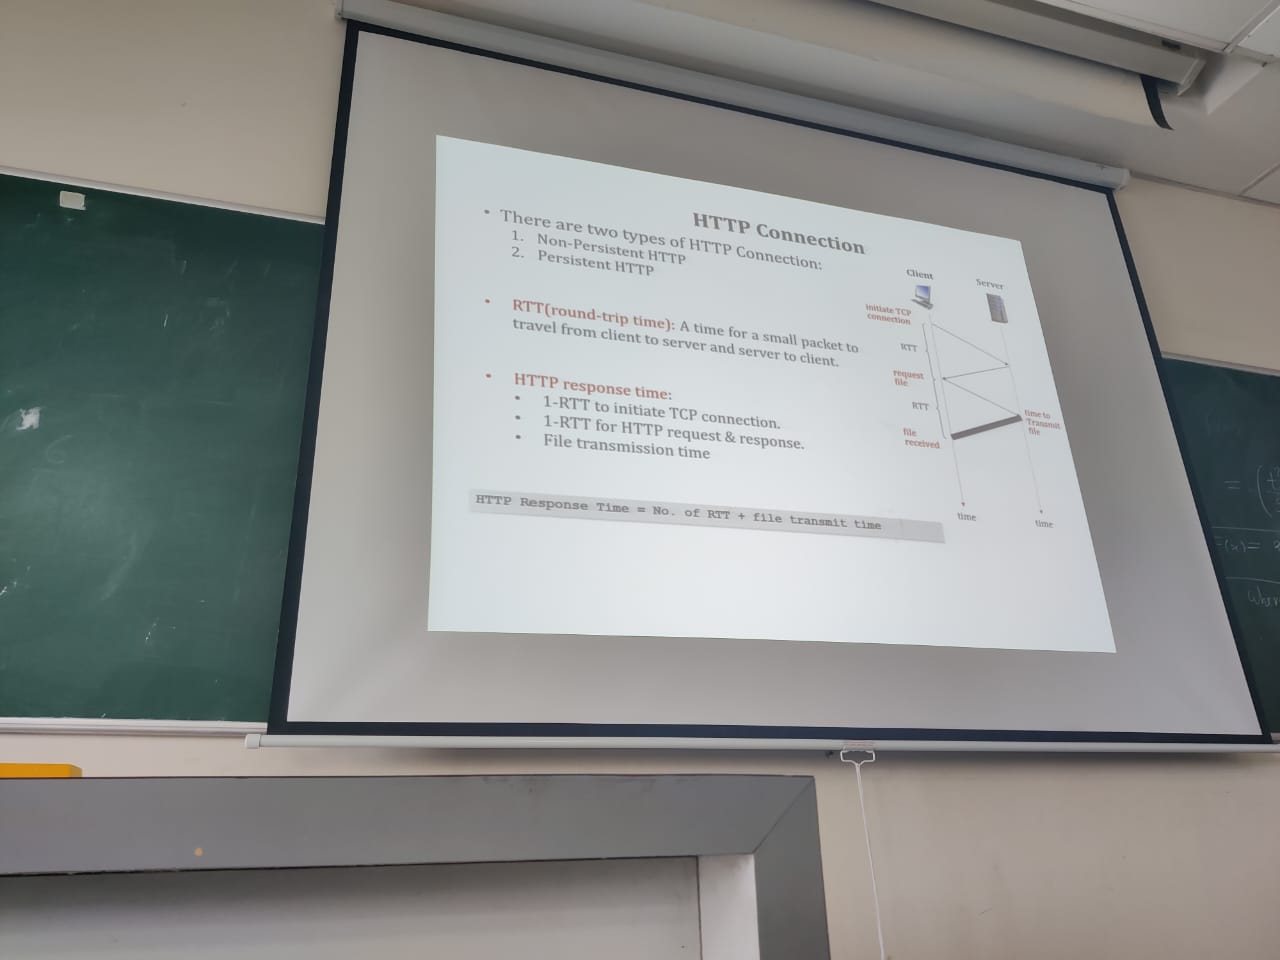 HTTP Connection
• There are two types of HTTP Connection:
1. Non-Persistent HTTP
2. Persistent HTTP
• RTT(round-trip time): A time for a small packet to
travel from client to server and server to client.
• HTTP response time:
• 1-RTT to initiate TCP connection.
• 1-RTT for HTTP request & response.
• File transmission time
HTTP Response Time = No. of RTT + file transmit time
Client
Server
initiate TCP
connection
RTT
request
file
RTT
file
received
time to
Transmit
file
time
time